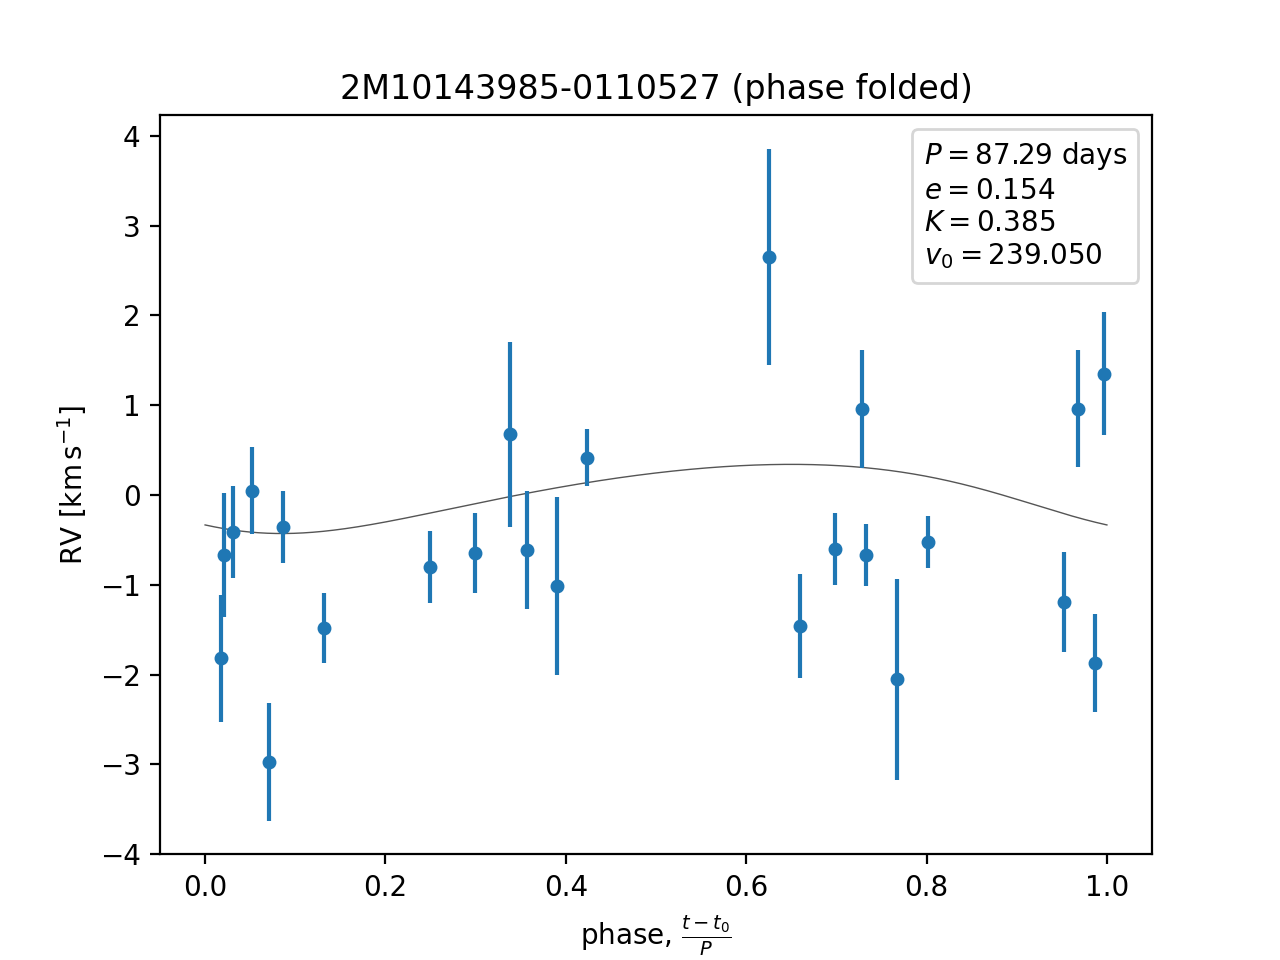 2M10143985-0110527 (phase folded)
P = 87.29 days
e = 0.154
K = 0.385
v₀ = 239.050
4
3
2
1
0
−1
−2
−3
−4
RV [km s⁻¹]
0.0 0.2 0.4 0.6 0.8 1.0
phase, (t − t₀)/P